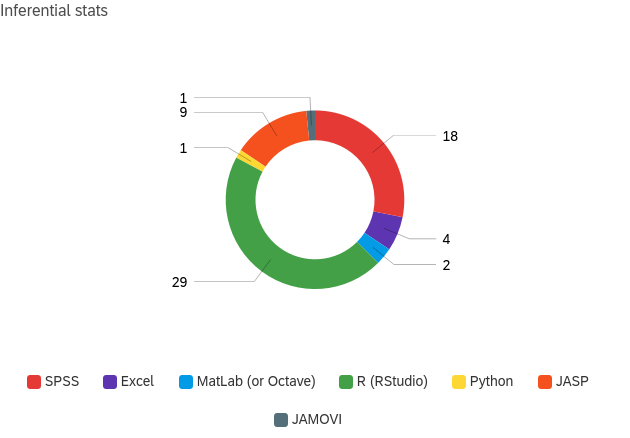 Inferential stats
1
9
18
1
4
2
29
SPSS Excel MatLab (or Octave) R (RStudio) Python JASP
JAMOVI